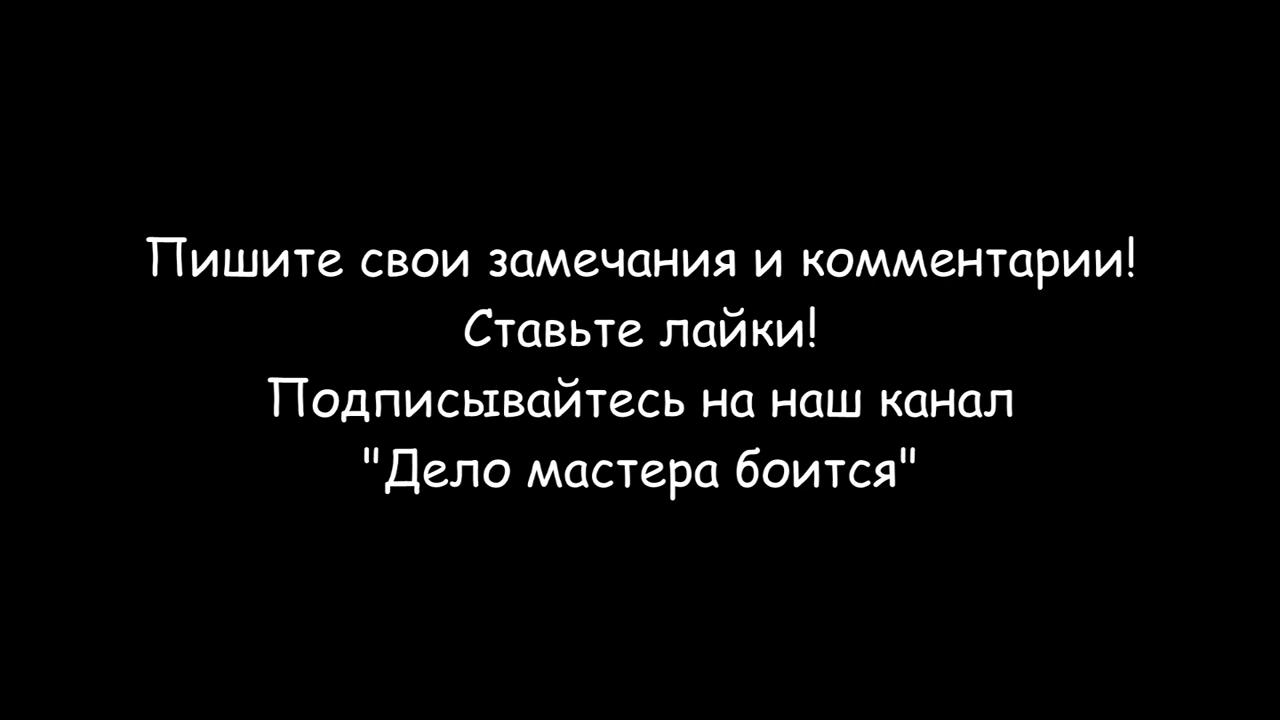 Пишите свои замечания и комментарии!
Ставьте лайки!
Подписывайтесь на наш канал
"Дело мастера боится"